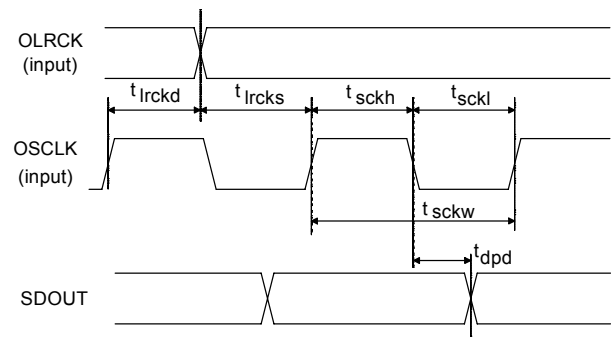 OLRCK
(input)
t lrckd
t lrcks
t sckh
t sckl
OSCLK
(input)
t sckw
t dpd
SDOUT